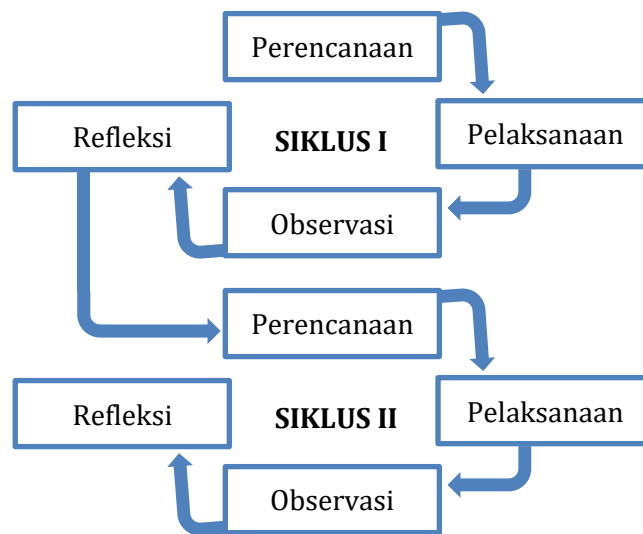 Perencanaan
Refleksi
SIKLUS I
Pelaksanaan
Observasi
Perencanaan
Refleksi
SIKLUS II
Pelaksanaan
Observasi